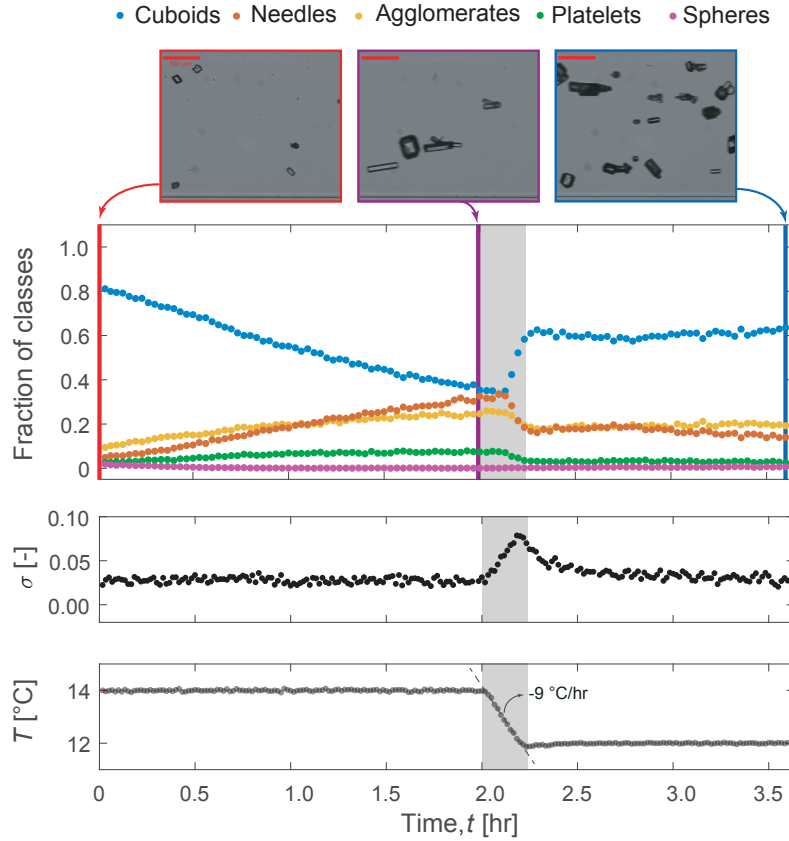 Cuboids Needles Agglomerates Platelets Spheres
100 μm
1.0
0.8
0.6
0.4
0.2
0
Fraction of classes
0.10
0.05
0.00
σ [-]
14
12
T [°C]
-9 °C/hr
0 0.5 1.0 1.5 2.0 2.5 3.0 3.5
Time, t [hr]